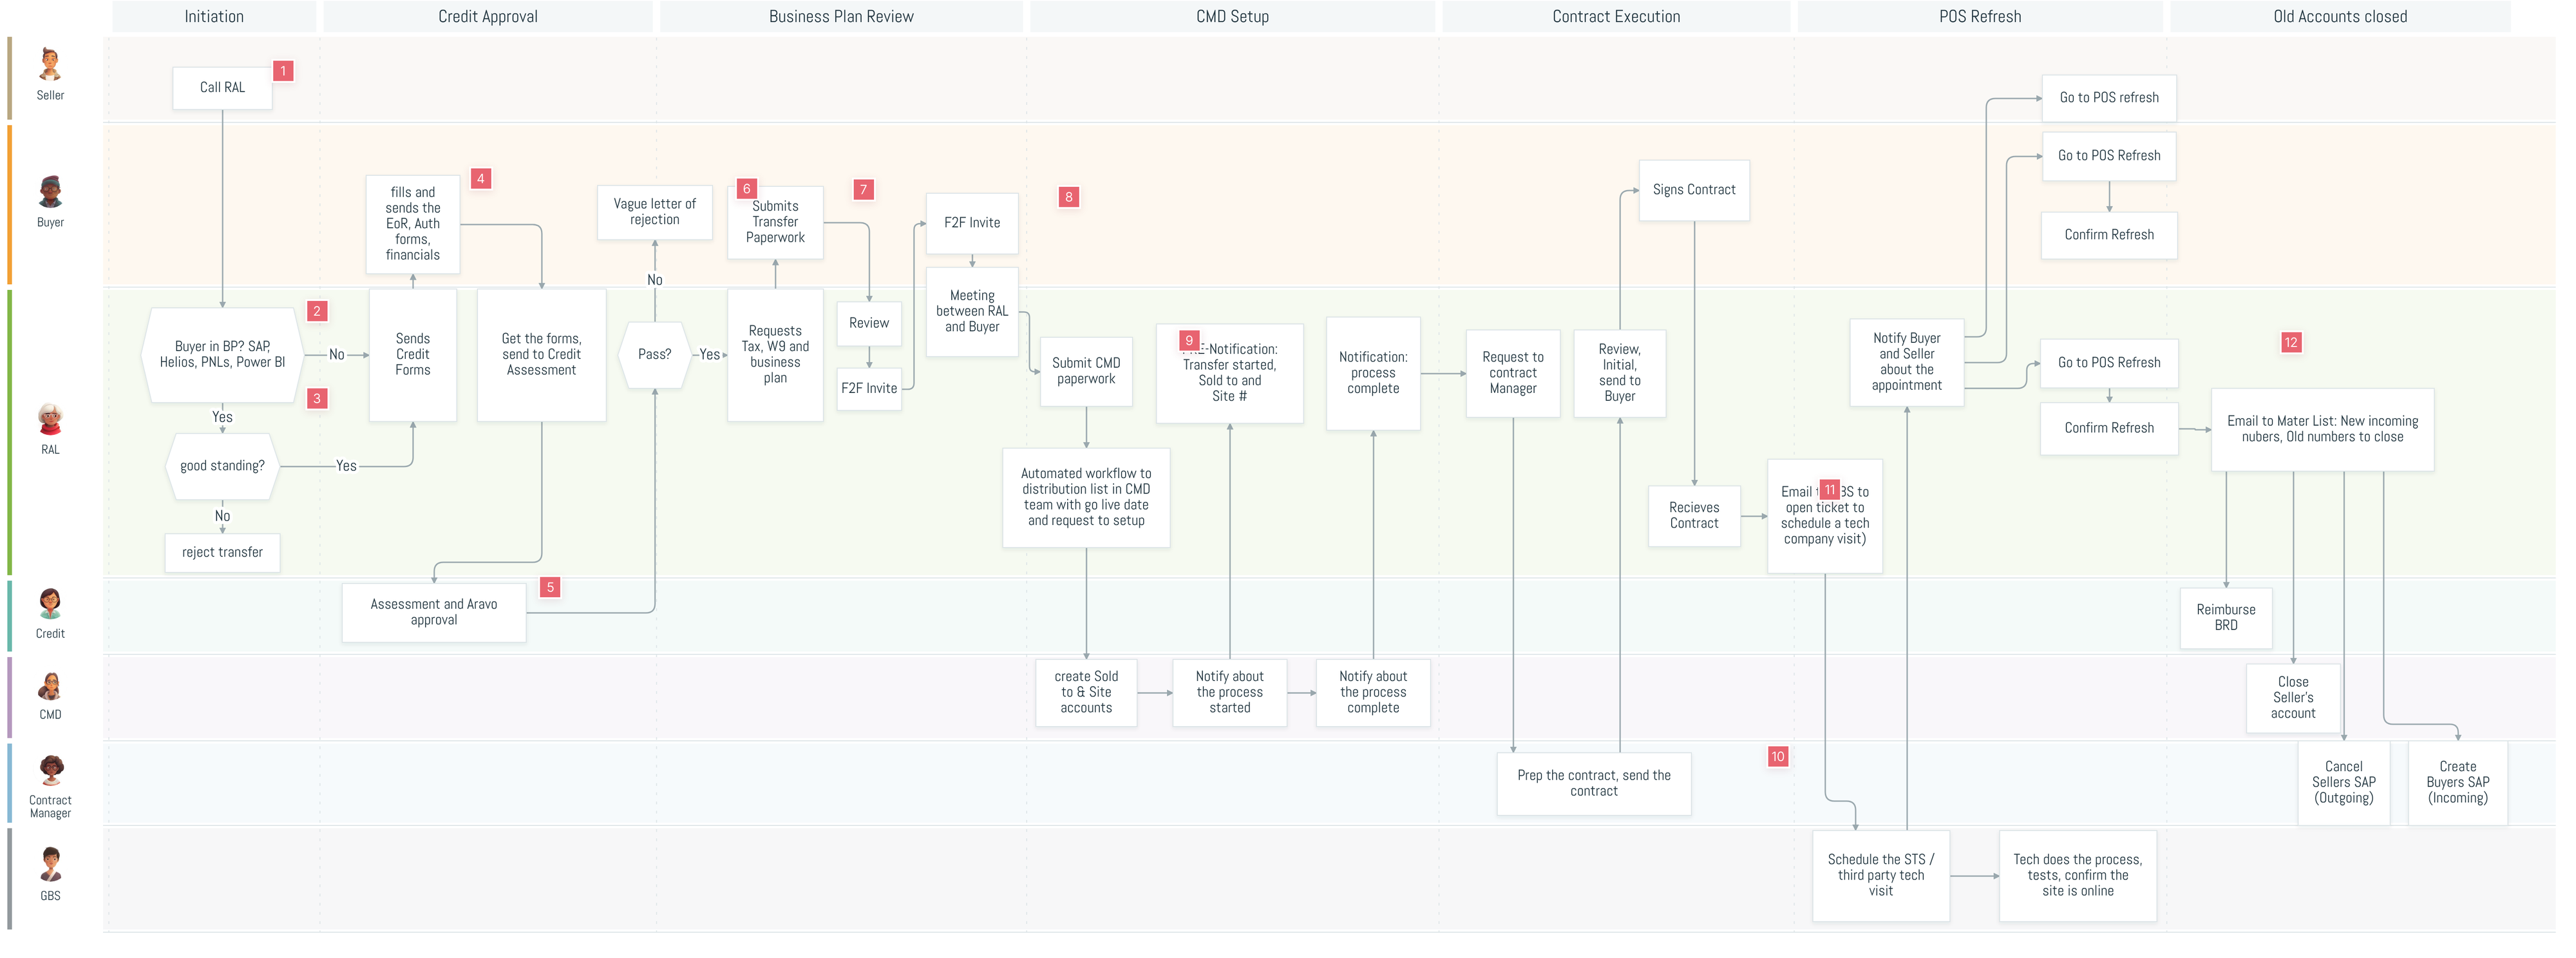 Initiation
Credit Approval
Business Plan Review
CMD Setup
Contract Execution
POS Refresh
Old Accounts closed
Seller
Call RAL
1
Go to POS refresh
Buyer
fills and
sends the
EoR, Auth
forms,
financials
4
Vague letter of
rejection
No
6
Submits
Transfer
Paperwork
7
F2F Invite
8
Signs Contract
Go to POS Refresh
Confirm Refresh
RAL
Buyer in BP? SAP,
Helios, PNLs, Power BI
2
No
3
Yes
good standing?
Yes
No
reject transfer
Sends
Credit
Forms
Get the forms,
send to Credit
Assessment
Pass?
Yes
Requests
Tax, W9 and
business
plan
Review
F2F Invite
Meeting
between RAL
and Buyer
Submit CMD
paperwork
Automated workflow to
distribution list in CMD
team with go live date
and request to setup
9
-Notification:
Transfer started,
Sold to and
Site #
Notification:
process
complete
Request to
contract
Manager
Review,
Initial,
send to
Buyer
Recieves
Contract
11
Email
to
open ticket to
schedule a tech
company visit)
Notify Buyer
and Seller
about the
appointment
Go to POS Refresh
Confirm Refresh
12
Email to Mater List: New incoming
nubers, Old numbers to close
Credit
Assessment and Aravo
approval
5
Reimburse
BRD
CMD
create Sold
to & Site
accounts
Notify about
the process
started
Notify about
the process
complete
Close
Seller's
account
Contract
Manager
Prep the contract, send the
contract
10
Cancel
Sellers SAP
(Outgoing)
Create
Buyers SAP
(Incoming)
GBS
Schedule the STS /
third party tech
visit
Tech does the process,
tests, confirm the
site is online